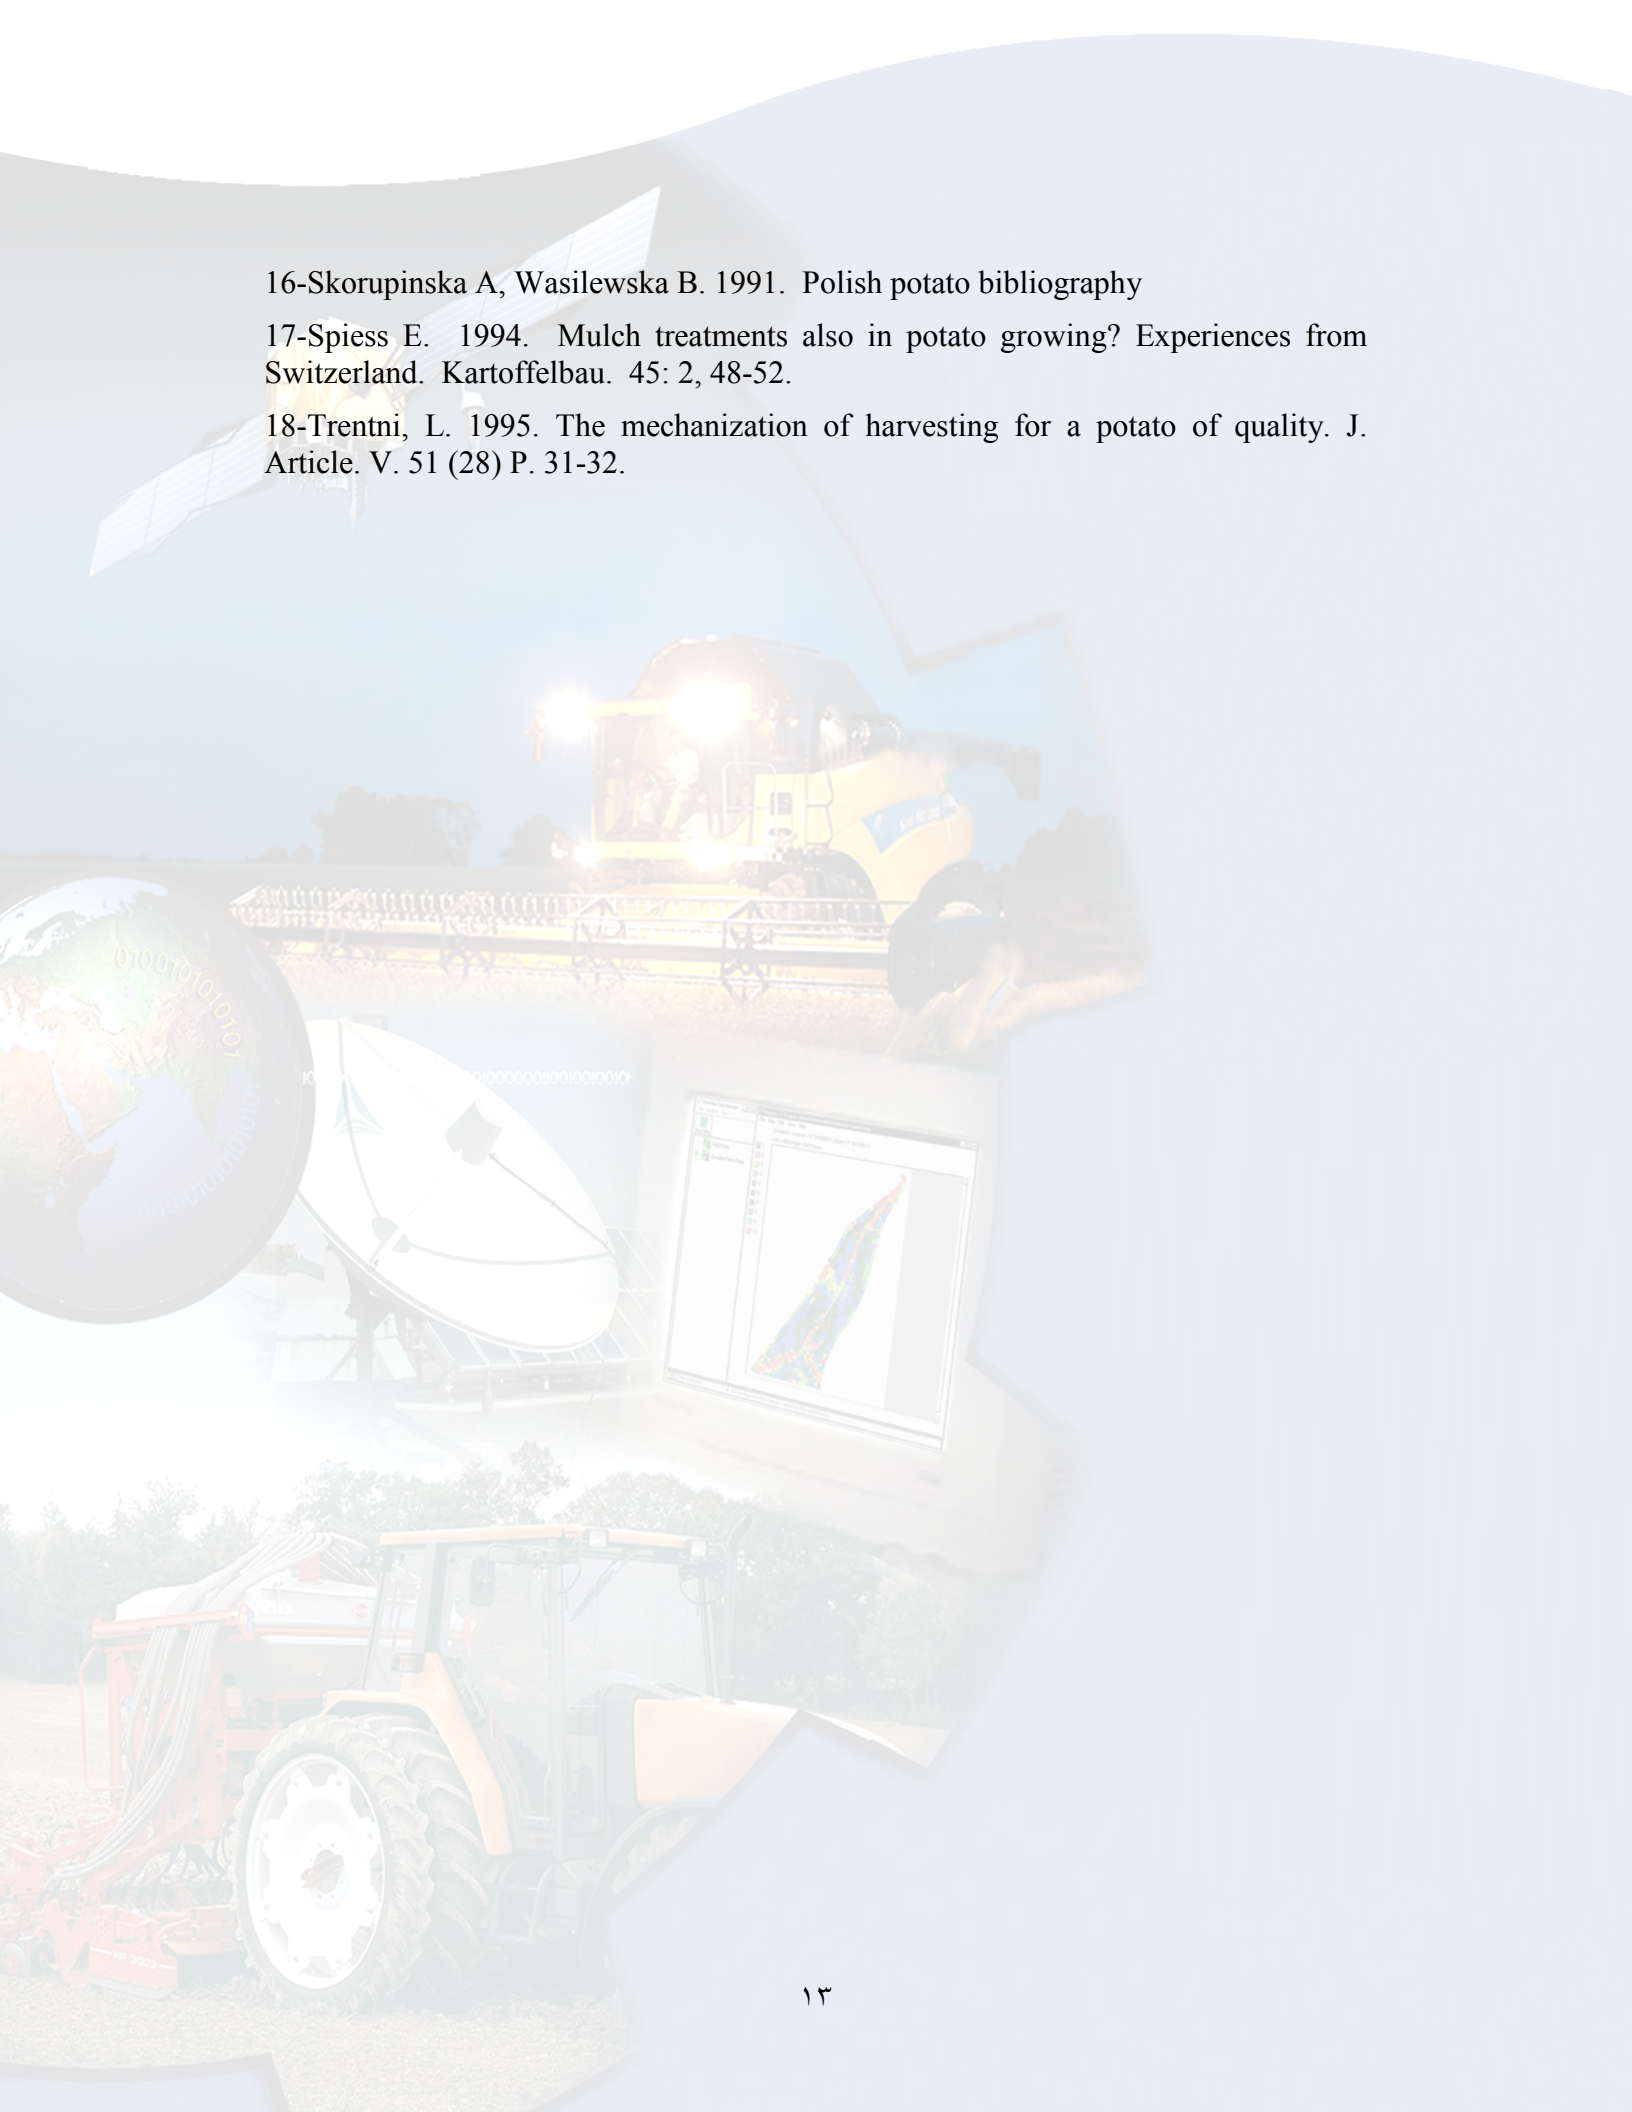 16-Skorupinska A, Wasilewska B. 1991.  Polish potato bibliography
17-Spiess E.  1994.  Mulch treatments also in potato growing? Experiences from
Switzerland.  Kartoffelbau.  45: 2, 48-52.
18-Trentni, L. 1995. The mechanization of harvesting for a potato of quality. J.
Article. V. 51 (28) P. 31-32.
۱۳